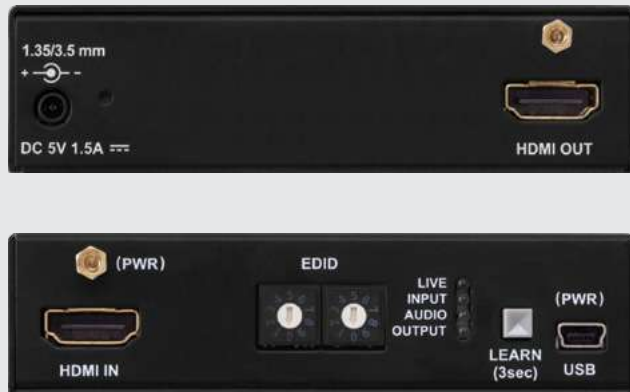 1.35/3.5 mm
+ -
DC 5V 1.5A
HDMI OUT
(PWR)
EDID
LIVE
INPUT
AUDIO
OUTPUT
(PWR)
HDMI IN
LEARN
(3sec)
USB